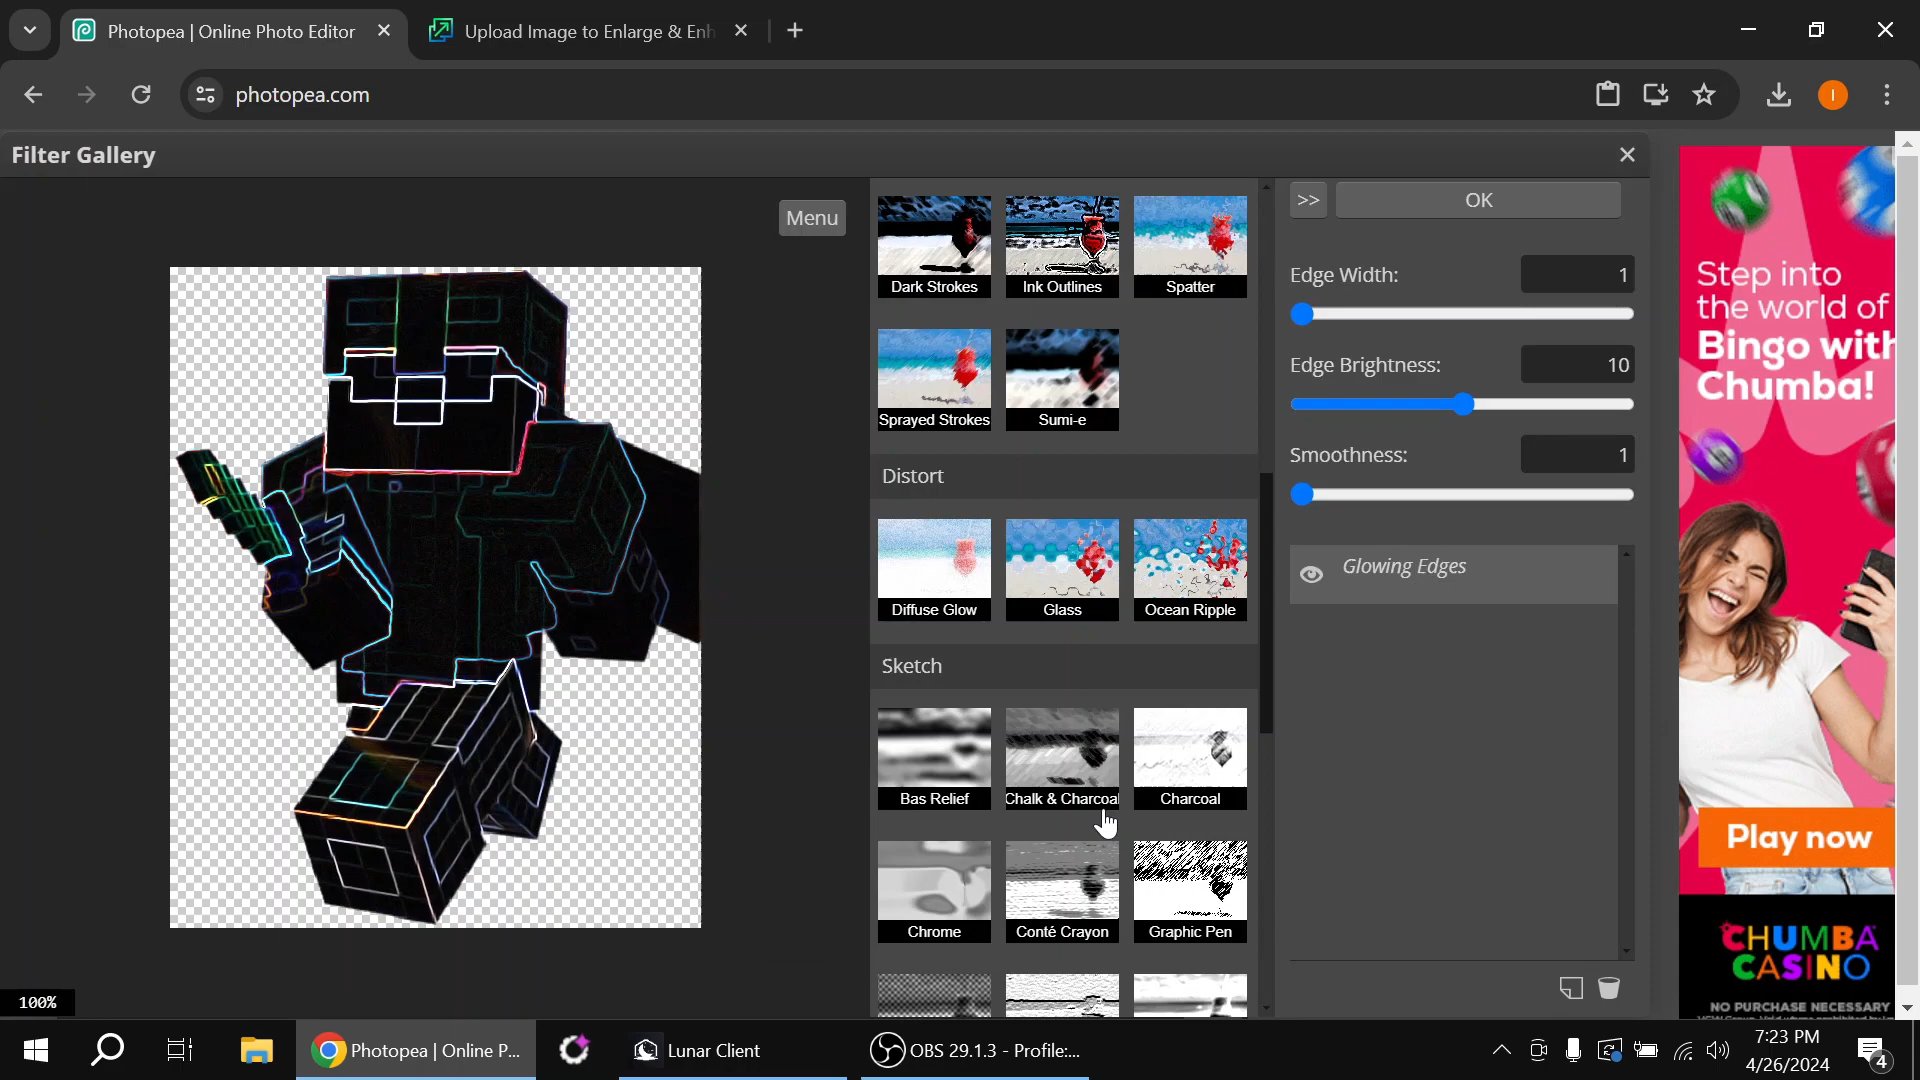 Photopea | Online Photo Editor
Upload Image to Enlarge & Enh
photopea.com
I
Filter Gallery
Menu
Dark Strokes
Ink Outlines
Spatter
Sprayed Strokes
Sumi-e
Distort
Diffuse Glow
Glass
Ocean Ripple
Sketch
Bas Relief
Chalk & Charcoal
Charcoal
Chrome
Conté Crayon
Graphic Pen
>>
OK
Edge Width:
1
Edge Brightness:
10
Smoothness:
1
Glowing Edges
Step into
the world of
Bingo with
Chumba!
Play now
CHUMBA
CASINO
NO PURCHASE NECESSARY
100%
Photopea | Online P...
Lunar Client
OBS 29.1.3 - Profile:...
7:23 PM
4/26/2024
4